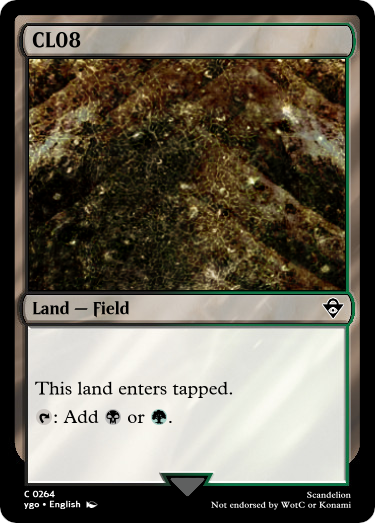 CL08
Land — Field
This land enters tapped.
: Add or .
C 0264
ygo • English
Scandelion
Not endorsed by WotC or Konami